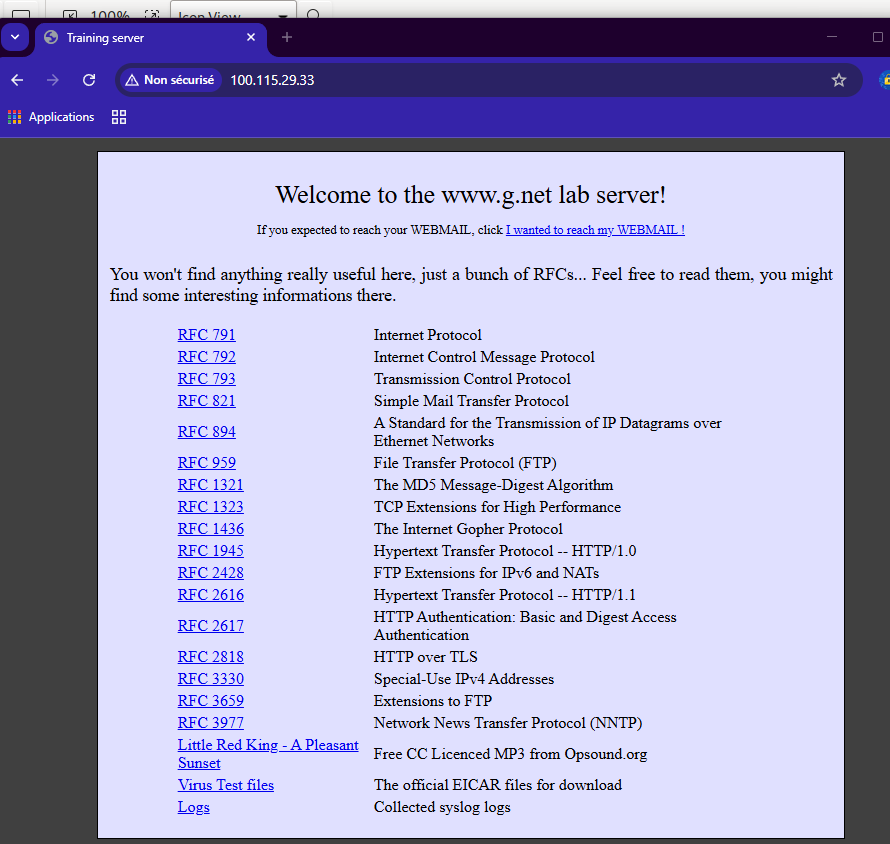 100% Icon View
Training server
Non sécurisé 100.115.29.33
Applications
Welcome to the www.g.net lab server!
If you expected to reach your WEBMAIL, click I wanted to reach my WEBMAIL !
You won't find anything really useful here, just a bunch of RFCs... Feel free to read them, you might
find some interesting informations there.
RFC 791 Internet Protocol
RFC 792 Internet Control Message Protocol
RFC 793 Transmission Control Protocol
RFC 821 Simple Mail Transfer Protocol
RFC 894 A Standard for the Transmission of IP Datagrams over
Ethernet Networks
RFC 959 File Transfer Protocol (FTP)
RFC 1321 The MD5 Message-Digest Algorithm
RFC 1323 TCP Extensions for High Performance
RFC 1436 The Internet Gopher Protocol
RFC 1945 Hypertext Transfer Protocol -- HTTP/1.0
RFC 2428 FTP Extensions for IPv6 and NATs
RFC 2616 Hypertext Transfer Protocol -- HTTP/1.1
RFC 2617 HTTP Authentication: Basic and Digest Access
Authentication
RFC 2818 HTTP over TLS
RFC 3330 Special-Use IPv4 Addresses
RFC 3659 Extensions to FTP
RFC 3977 Network News Transfer Protocol (NNTP)
Little Red King - A Pleasant
Sunset Free CC Licenced MP3 from Opsound.org
Virus Test files The official EICAR files for download
Logs Collected syslog logs